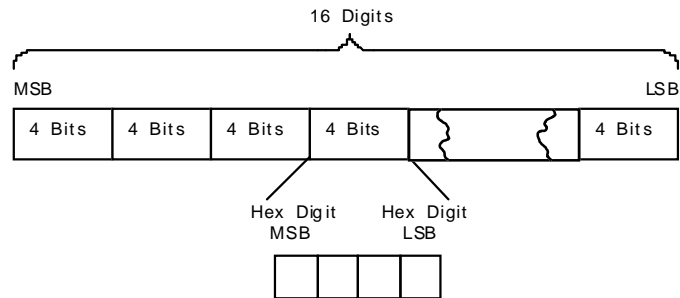 16 Digits
MSB LSB
4 Bits 4 Bits 4 Bits 4 Bits 4 Bits
Hex Digit Hex Digit
MSB LSB